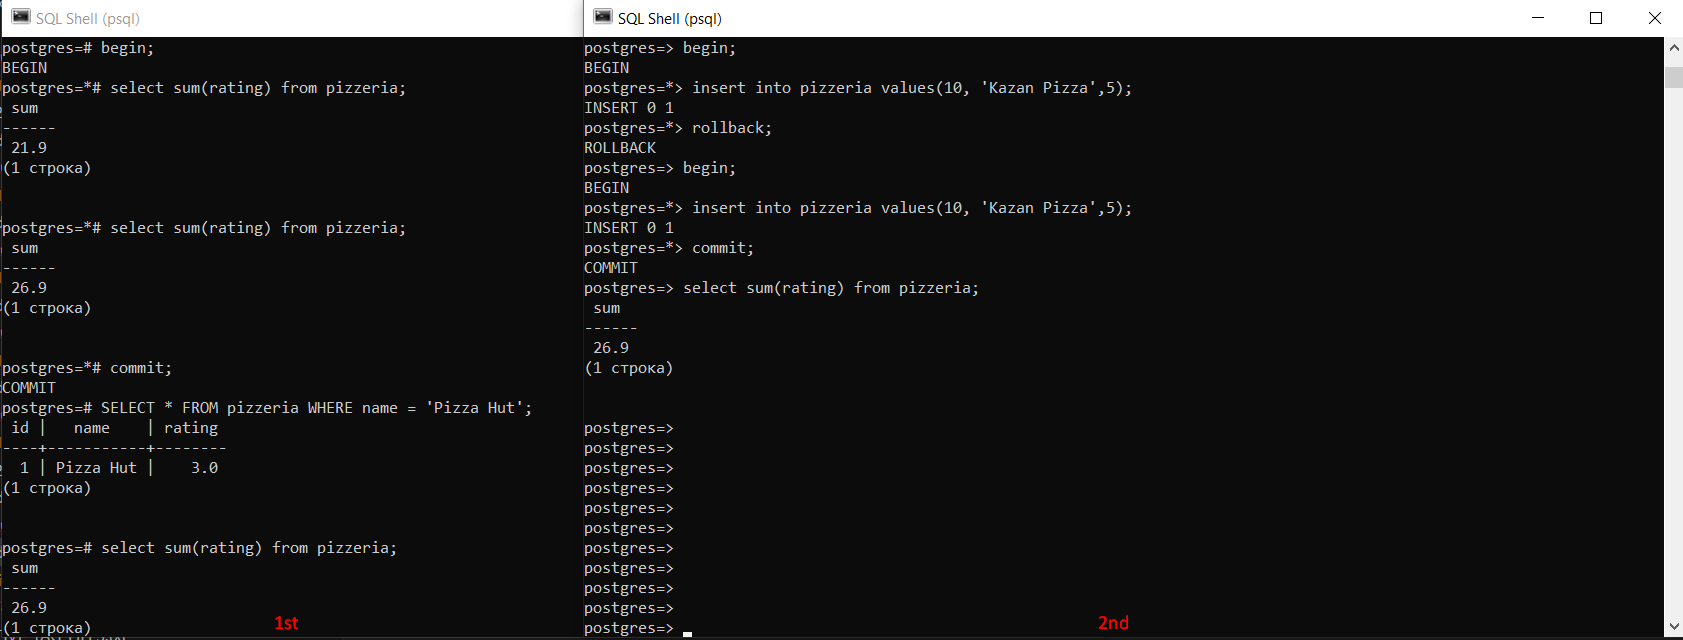 SQL Shell (psql)
postgres=# begin;
BEGIN
postgres=*# select sum(rating) from pizzeria;
 sum
------
 21.9
(1 строка)
postgres=*# select sum(rating) from pizzeria;
 sum
------
 26.9
(1 строка)
postgres=*# commit;
COMMIT
postgres=# SELECT * FROM pizzeria WHERE name = 'Pizza Hut';
 id |   name    | rating
----+-----------+--------
  1 | Pizza Hut |    3.0
(1 строка)
postgres=# select sum(rating) from pizzeria;
 sum
------
 26.9
(1 строка)
1st
SQL Shell (psql)
postgres=> begin;
BEGIN
postgres=*> insert into pizzeria values(10, 'Kazan Pizza',5);
INSERT 0 1
postgres=*> rollback;
ROLLBACK
postgres=> begin;
BEGIN
postgres=*> insert into pizzeria values(10, 'Kazan Pizza',5);
INSERT 0 1
postgres=*> commit;
COMMIT
postgres=> select sum(rating) from pizzeria;
 sum
------
 26.9
(1 строка)
postgres=>
postgres=>
postgres=>
postgres=>
postgres=>
postgres=>
postgres=>
postgres=>
postgres=>
postgres=>
postgres=>
2nd